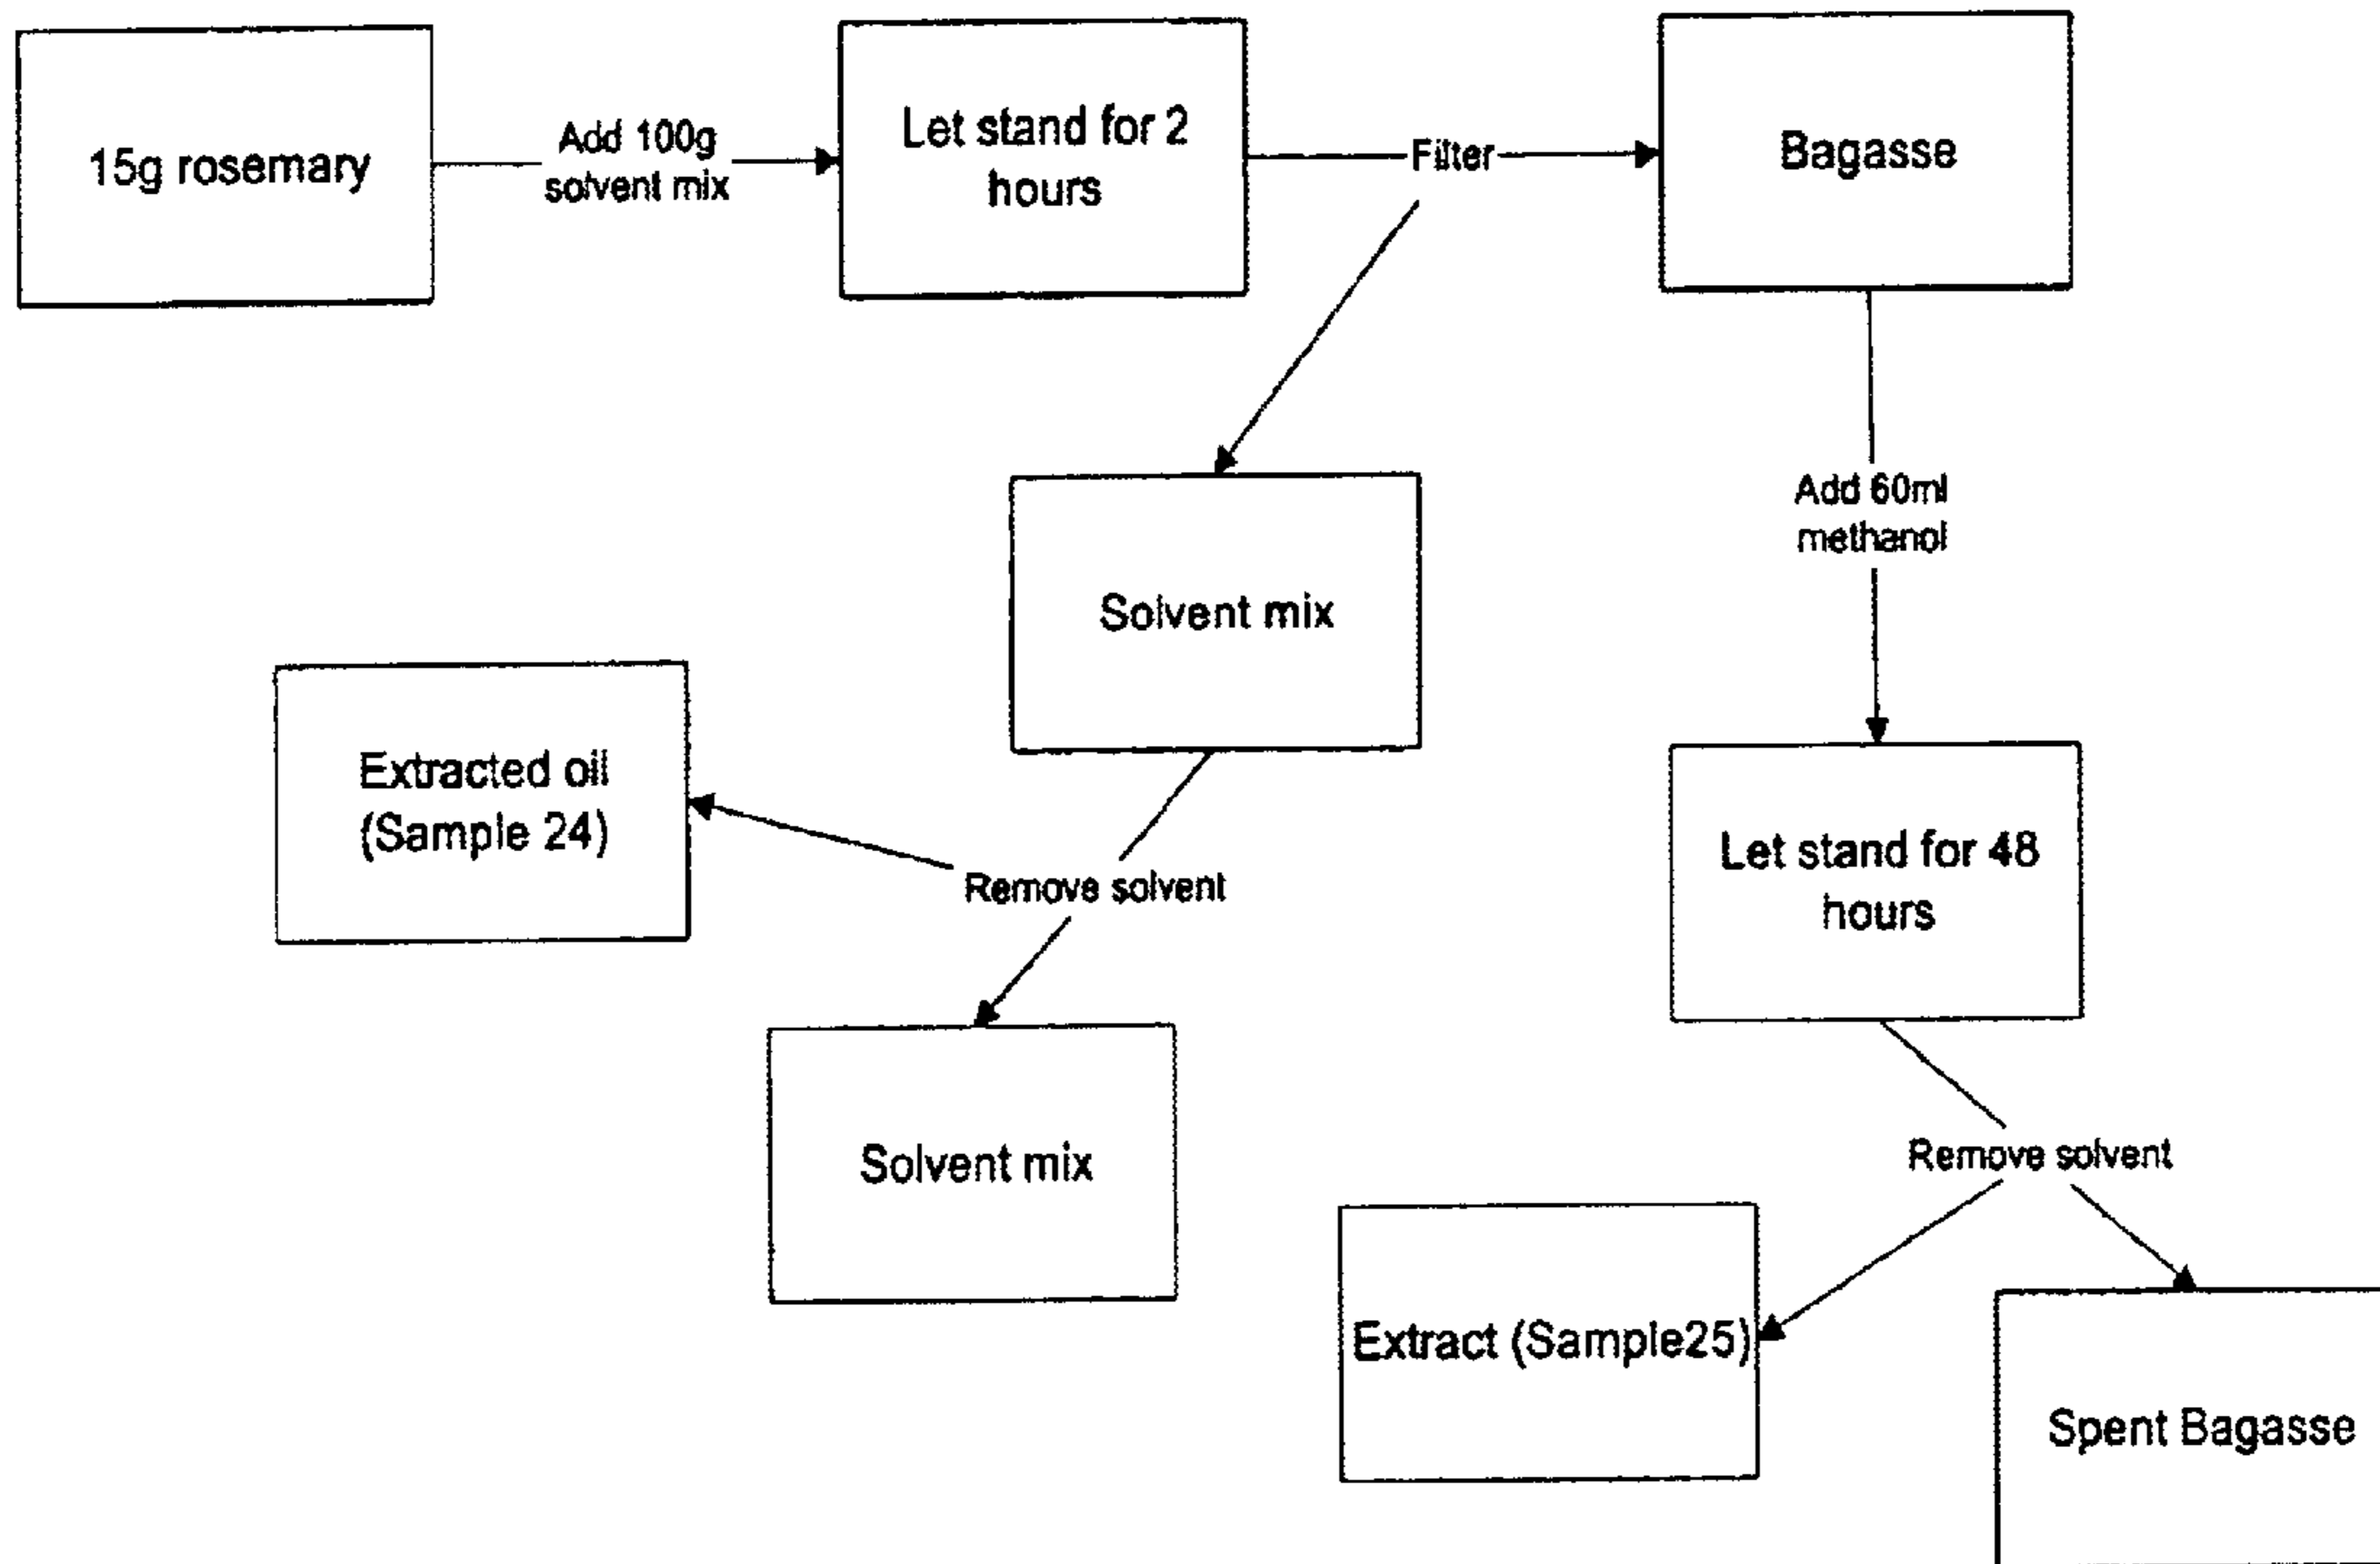 15g rosemary
Add 100g
solvent mix
Let stand for 2
hours
Filter
Bagasse
Solvent mix
Add 60ml
methanol
Extracted oil
(Sample 24)
Remove solvent
Let stand for 48
hours
Solvent mix
Remove solvent
Extract (Sample25)
Spent Bagasse